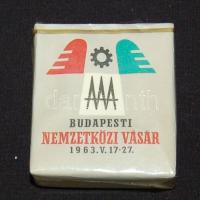 BUDAPESTI
NEMZETKÖZI VÁSÁR
1963.V.17-27.